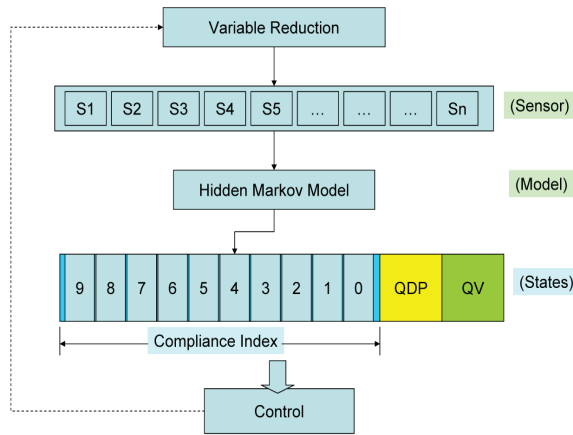 Variable Reduction
S1 S2 S3 S4 S5 ... ... ... Sn (Sensor)
Hidden Markov Model (Model)
9 8 7 6 5 4 3 2 1 0 QDP QV (States)
Compliance Index
Control